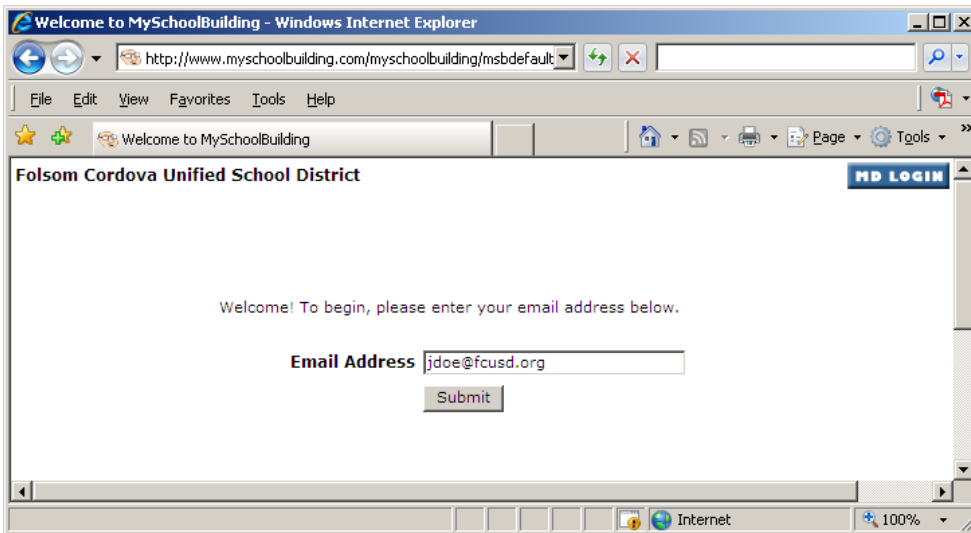 Welcome to MySchoolBuilding - Windows Internet Explorer
http://www.myschoolbuilding.com/myschoolbuilding/msbdefault
File Edit View Favorites Tools Help
Welcome to MySchoolBuilding Page Tools
Folsom Cordova Unified School District MD LOGIN
Welcome! To begin, please enter your email address below.
Email Address jdoe@fcusd.org
Submit
Internet 100%